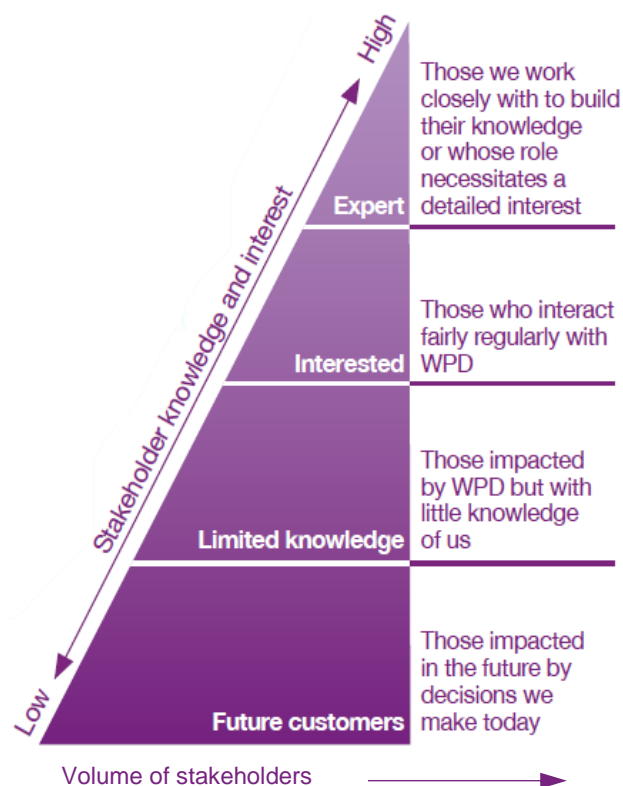 High
Stakeholder knowledge and interest
Low
Expert
Those we work
closely with to build
their knowledge
or whose role
necessitates a
detailed interest
Interested
Those who interact
fairly regularly with
WPD
Limited knowledge
Those impacted
by WPD but with
little knowledge
of us
Future customers
Those impacted
in the future by
decisions we
make today
Volume of stakeholders